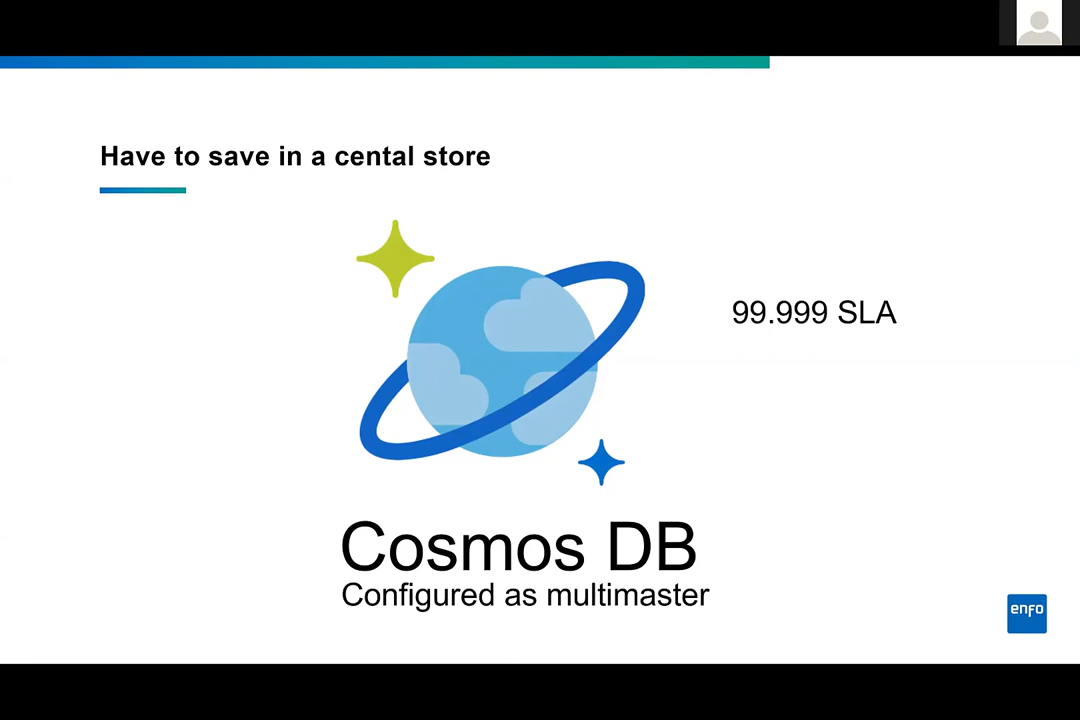 Have to save in a cental store
99.999 SLA
Cosmos DB
Configured as multimaster
enfo